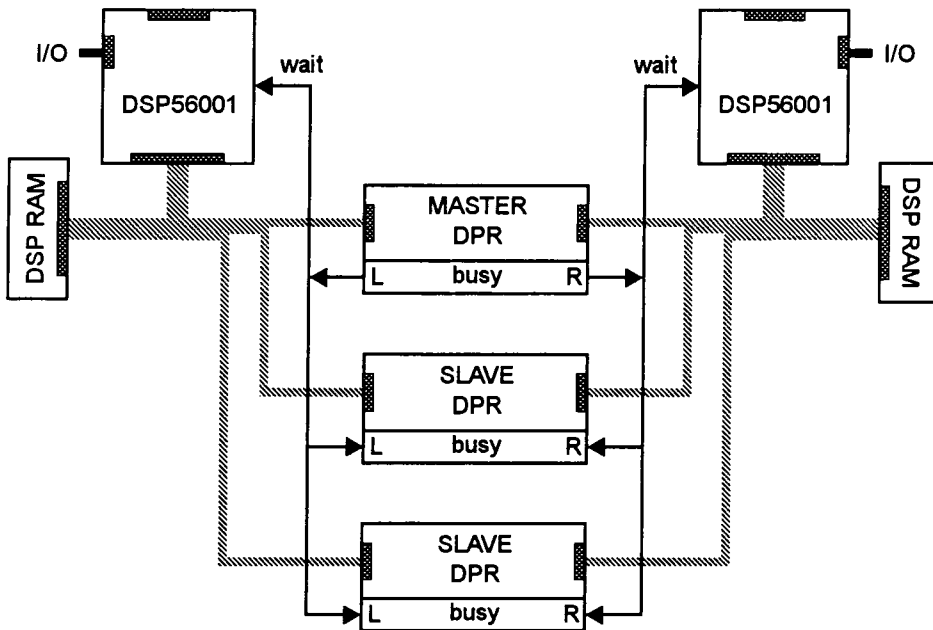 I/O
wait
wait
I/O
DSP56001
DSP56001
DSP RAM
MASTER
DPR
DSP RAM
L busy R
SLAVE
DPR
L busy R
SLAVE
DPR
L busy R